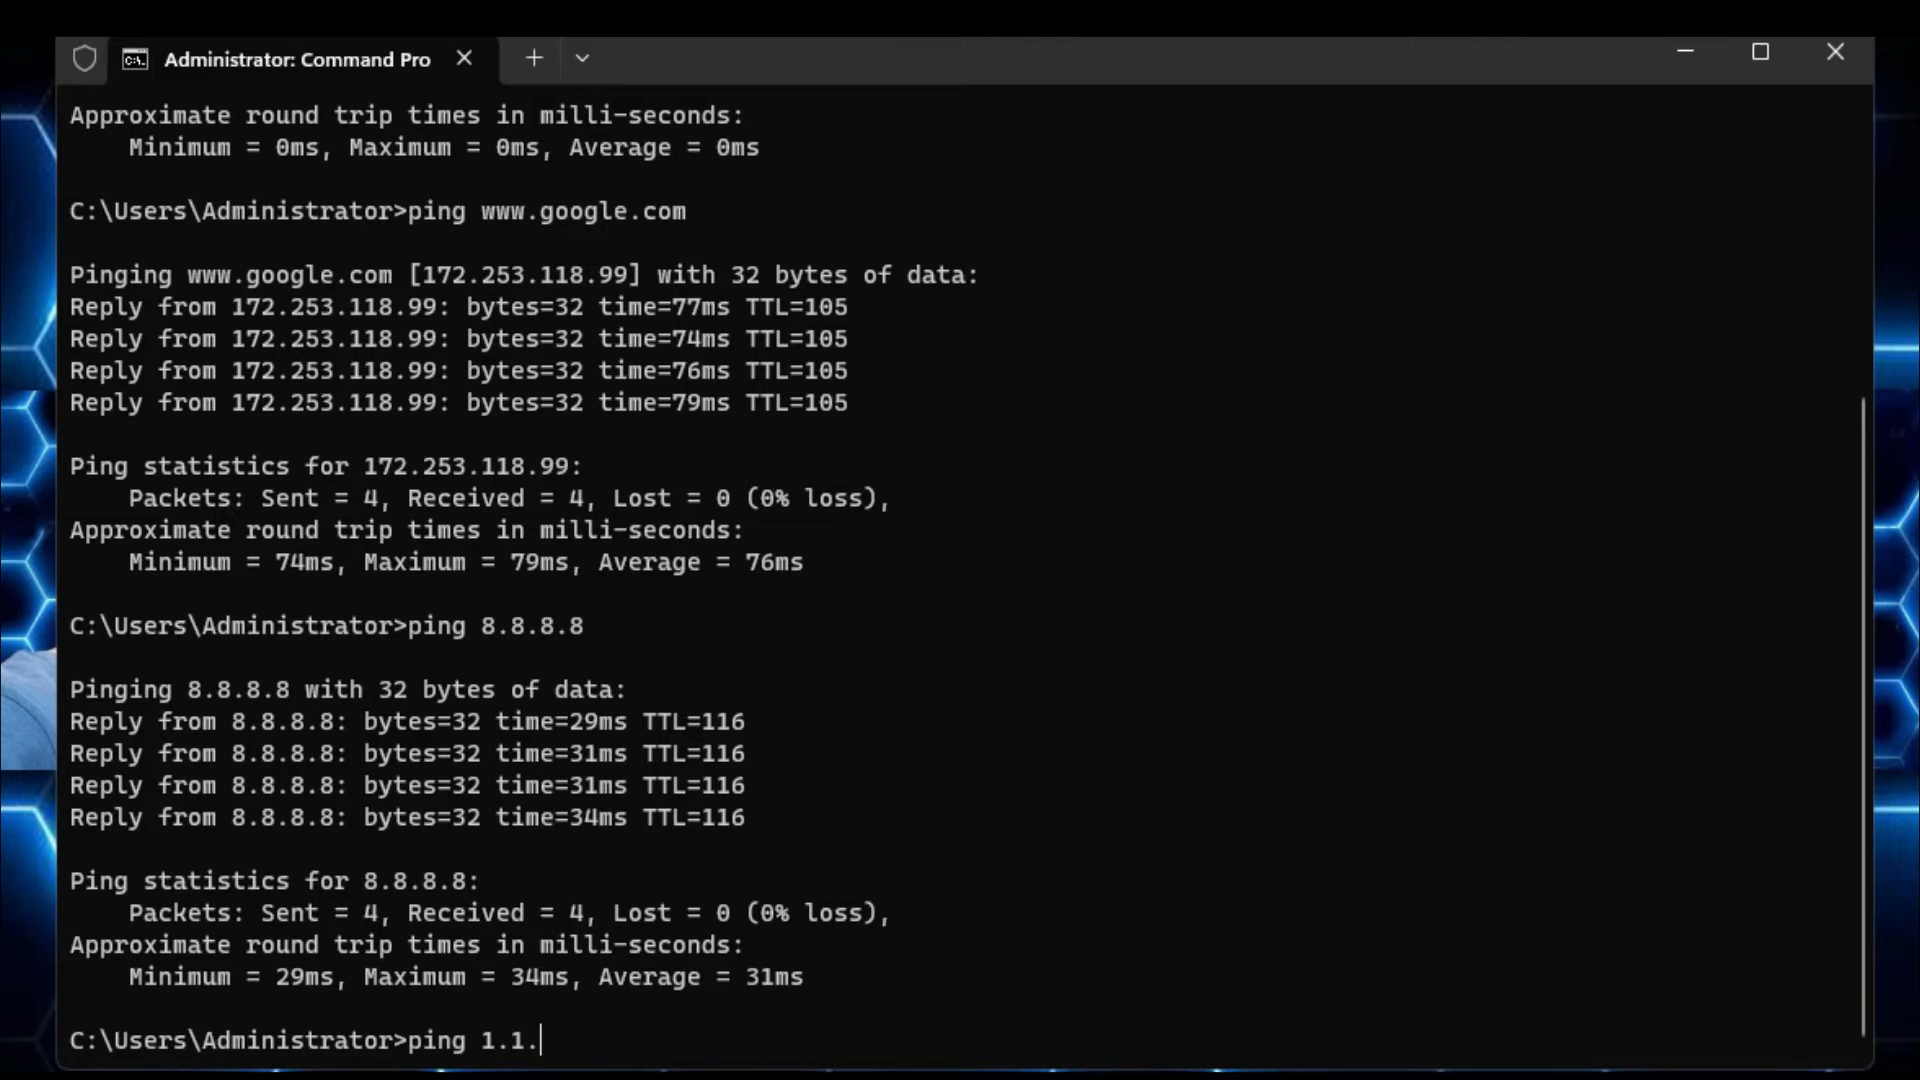 Administrator: Command Pro
Approximate round trip times in milli-seconds:
    Minimum = 0ms, Maximum = 0ms, Average = 0ms

C:\Users\Administrator>ping www.google.com

Pinging www.google.com [172.253.118.99] with 32 bytes of data:
Reply from 172.253.118.99: bytes=32 time=77ms TTL=105
Reply from 172.253.118.99: bytes=32 time=74ms TTL=105
Reply from 172.253.118.99: bytes=32 time=76ms TTL=105
Reply from 172.253.118.99: bytes=32 time=79ms TTL=105

Ping statistics for 172.253.118.99:
    Packets: Sent = 4, Received = 4, Lost = 0 (0% loss),
Approximate round trip times in milli-seconds:
    Minimum = 74ms, Maximum = 79ms, Average = 76ms

C:\Users\Administrator>ping 8.8.8.8

Pinging 8.8.8.8 with 32 bytes of data:
Reply from 8.8.8.8: bytes=32 time=29ms TTL=116
Reply from 8.8.8.8: bytes=32 time=31ms TTL=116
Reply from 8.8.8.8: bytes=32 time=31ms TTL=116
Reply from 8.8.8.8: bytes=32 time=34ms TTL=116

Ping statistics for 8.8.8.8:
    Packets: Sent = 4, Received = 4, Lost = 0 (0% loss),
Approximate round trip times in milli-seconds:
    Minimum = 29ms, Maximum = 34ms, Average = 31ms

C:\Users\Administrator>ping 1.1.